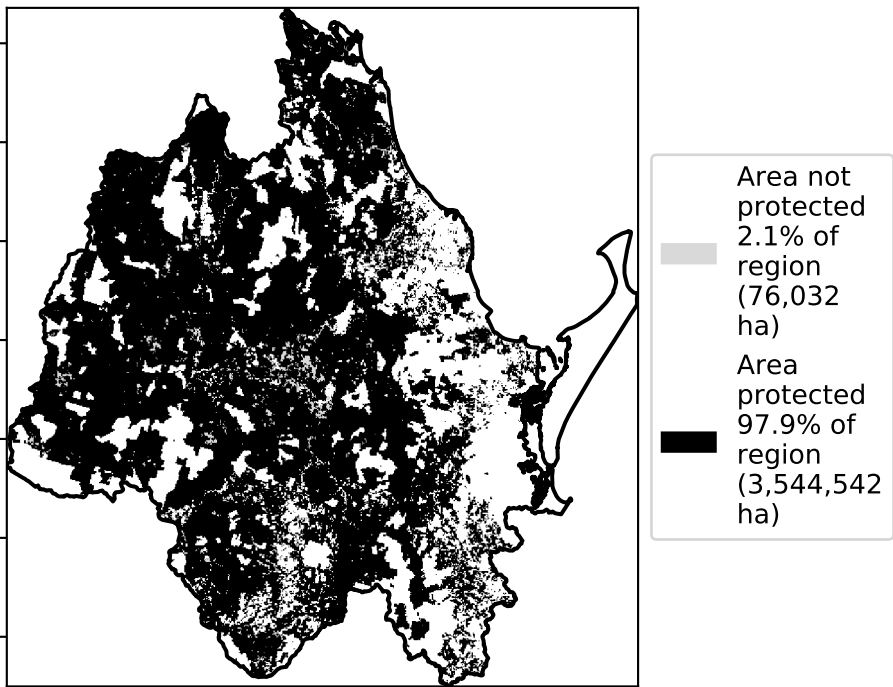 Area not
protected
2.1% of
region
(76,032
ha)
Area
protected
97.9% of
region
(3,544,542
ha)